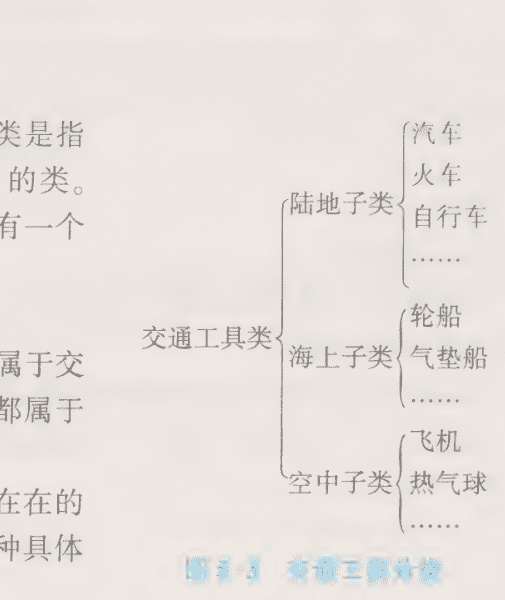 类是指
的类。
有一个
属于交
都属于
在在的
种具体
交通工具类
陆地子类
汽车
火车
自行车
……
海上子类
轮船
气垫船
……
空中子类
飞机
热气球
……